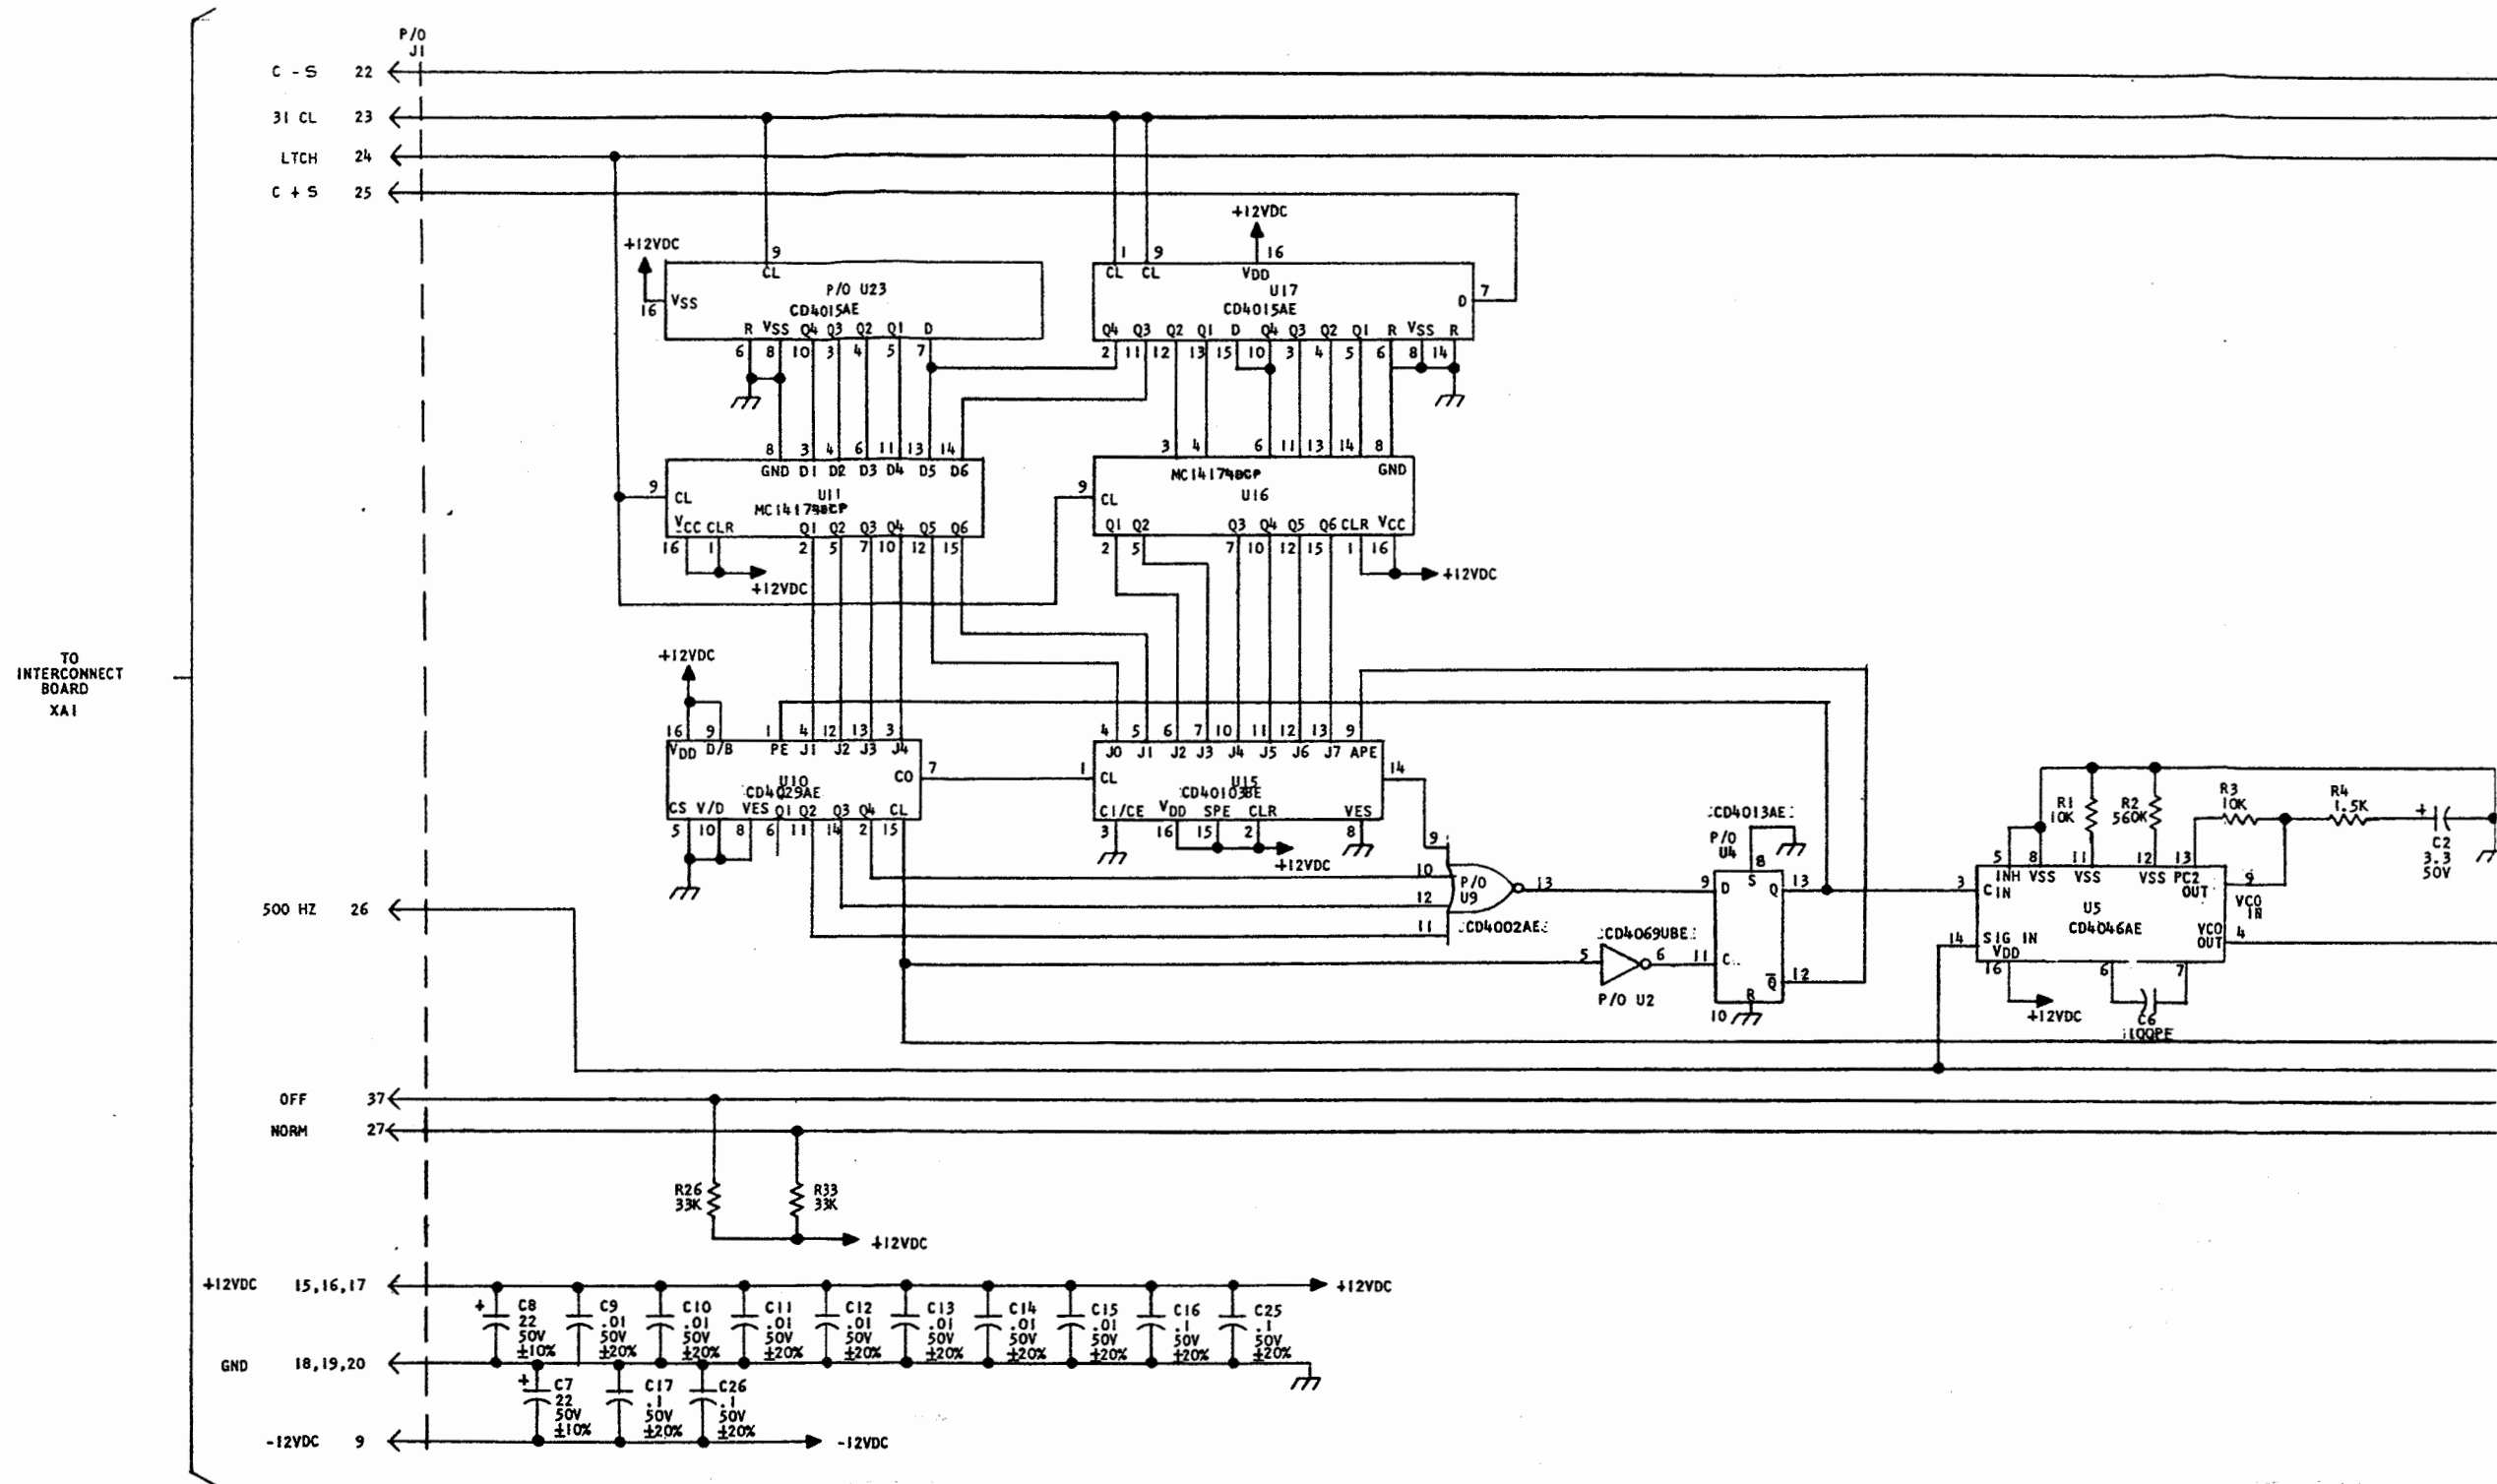 P/O
J1
C - S 22
31 CL 23
LTCH 24
C + S 25
+12VDC
+12VDC
9
1 9 16
CL
CL CL VDD
P/O U23
U17
16 VSS
D 7
CD4015AE
CD4015AE
R VSS Q4 Q3 Q2 Q1 D
Q4 Q3 Q2 Q1 D Q4 Q3 Q2 Q1 R VSS R
6 8 10 3 4 5 7
2 11 12 13 15 10 3 4 5 6 8 14
8 3 4 6 11 13 14
3 4 6 11 13 14 8
GND D1 D2 D3 D4 D5 D6
GND
9 CL
U11
9 CL
U16
VCC CLR Q1 Q2 Q3 Q4 Q5 Q6
Q1 Q2 Q3 Q4 Q5 Q6 CLR VCC
16 1 2 5 7 10 12 15
2 5 7 10 12 15 1 16
+12VDC
+12VDC
TO
INTERCONNECT
BOARD
XA1
+12VDC
16 9 1 4 12 13 3
4 5 6 7 10 11 12 13 9
VDD D/B PE J1 J2 J3 J4
J0 J1 J2 J3 J4 J5 J6 J7 APE
U10
CD4029AE
CO 7
1 CL
U15
CD40103BE
14
CS V/D VES Q1 Q2 Q3 Q4 CL
CI/CE VDD SPE CLR VES
5 10 8 6 11 14 2 15
3 16 15 2 8
+12VDC
9
10
12
11
P/O
U9
13
CD4002AE
CD4013AE
P/O
U4
8
S
9 D
Q 13
CD4069UBE
5 6 11 C
P/O U2
Q 12
R
10
R1
10K
R2
560K
R3
10K
R4
1.5K
+
C2
3.3
50V
5 8 11 12 13
INH VSS VSS VSS PC2
OUT
9
VCO
IN
3 C
IN
U5
CD4046AE
14 SIG IN
VDD
VCO
OUT 4
16 6 7
+12VDC
C6
500 HZ 26
OFF 37
NORM 27
R26
33K
R33
33K
+12VDC
+12VDC 15,16,17
+12VDC
+ C8
22
50V
±10%
C9
.01
50V
±20%
C10
.01
50V
±20%
C11
.01
50V
±20%
C12
.01
50V
±20%
C13
.01
50V
±20%
C14
.01
50V
±20%
C15
.01
50V
±20%
C16
.1
50V
±20%
C25
.1
50V
±20%
GND 18,19,20
+ C7
22
50V
±10%
C17
.1
50V
±20%
C26
.1
50V
±20%
-12VDC 9
-12VDC